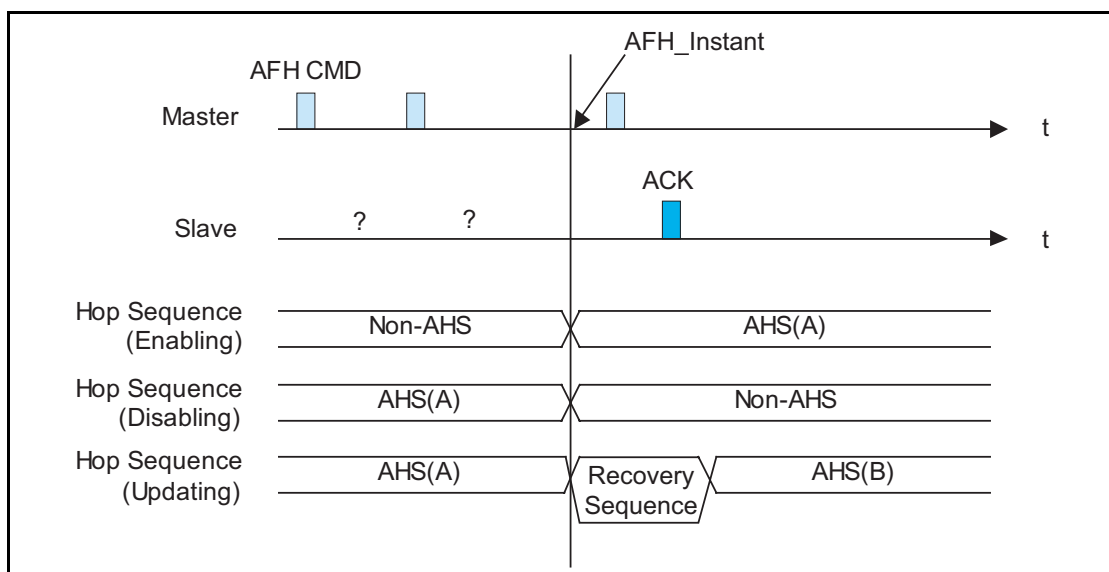 AFH_Instant
AFH CMD
Master
t
ACK
? ?
Slave
t
Hop Sequence
(Enabling)
Non-AHS
AHS(A)
Hop Sequence
(Disabling)
AHS(A)
Non-AHS
Hop Sequence
(Updating)
AHS(A)
Recovery
Sequence
AHS(B)